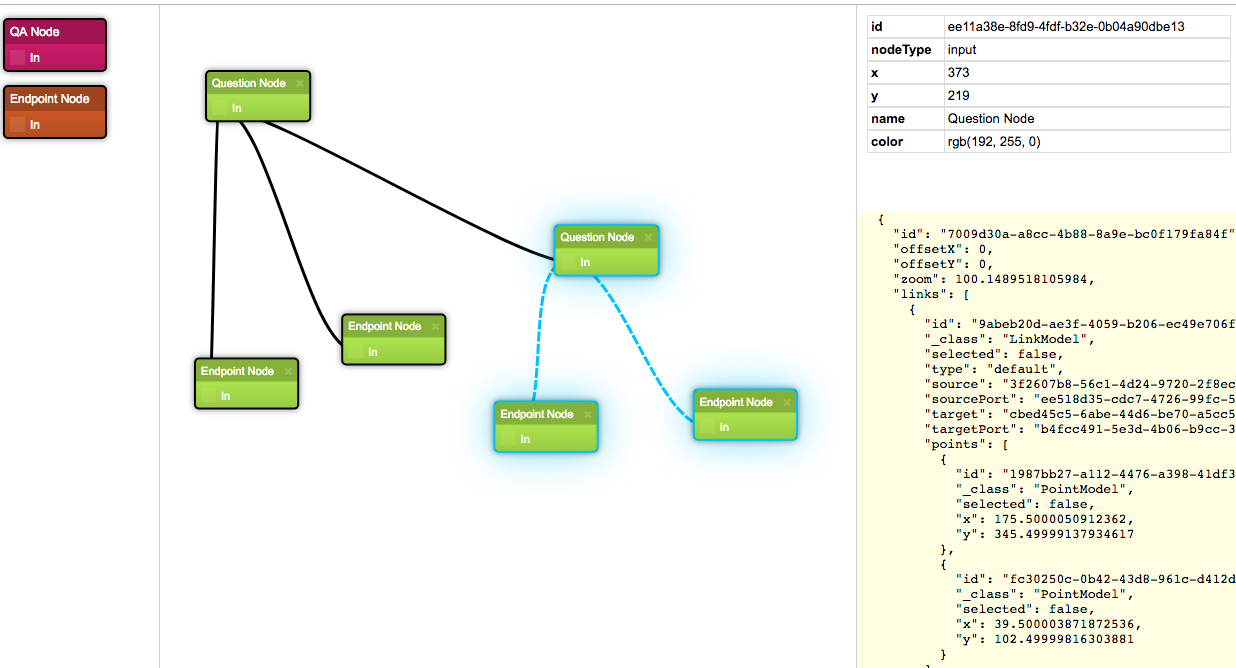 QA Node
In
Endpoint Node
In
Question Node ×
In
Question Node ×
In
Endpoint Node ×
In
Endpoint Node ×
In
Endpoint Node ×
In
Endpoint Node ×
In
id ee11a38e-8fd9-4fdf-b32e-0b04a90dbe13
nodeType input
x 373
y 219
name Question Node
color rgb(192, 255, 0)
{
"id": "7009d30a-a8cc-4b88-8a9e-bc0f179fa84f"
"offsetX": 0,
"offsetY": 0,
"zoom": 100.1489518105984,
"links": [
{
"id": "9abeb20d-ae3f-4059-b206-ec49e706f
"_class": "LinkModel",
"selected": false,
"type": "default",
"source": "3f2607b8-56c1-4d24-9720-2f8ec
"sourcePort": "ee518d35-cdc7-4726-99fc-5
"target": "cbed45c5-6abe-44d6-be70-a5cc5
"targetPort": "b4fcc491-5e3d-4b06-b9cc-3
"points": [
{
"id": "1987bb27-a112-4476-a398-41df3
"_class": "PointModel",
"selected": false,
"x": 175.5000050912362,
"y": 345.49999137934617
},
{
"id": "fc30250c-0b42-43d8-961c-d412d
"_class": "PointModel",
"selected": false,
"x": 39.500003871872536,
"y": 102.49999816303881
}